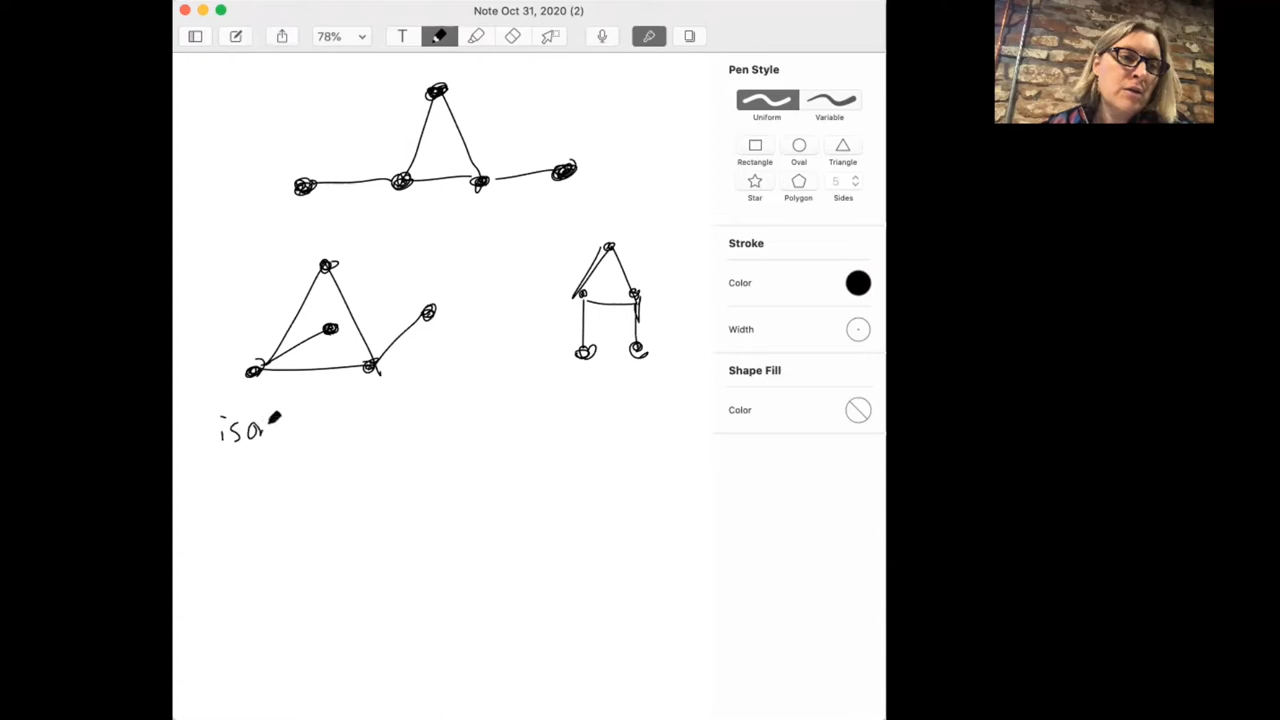 Note Oct 31, 2020 (2)
78%
T
Pen Style
Uniform
Variable
Rectangle
Oval
Triangle
Star
Polygon
5
Sides
Stroke
Color
Width
Shape Fill
Color
iso